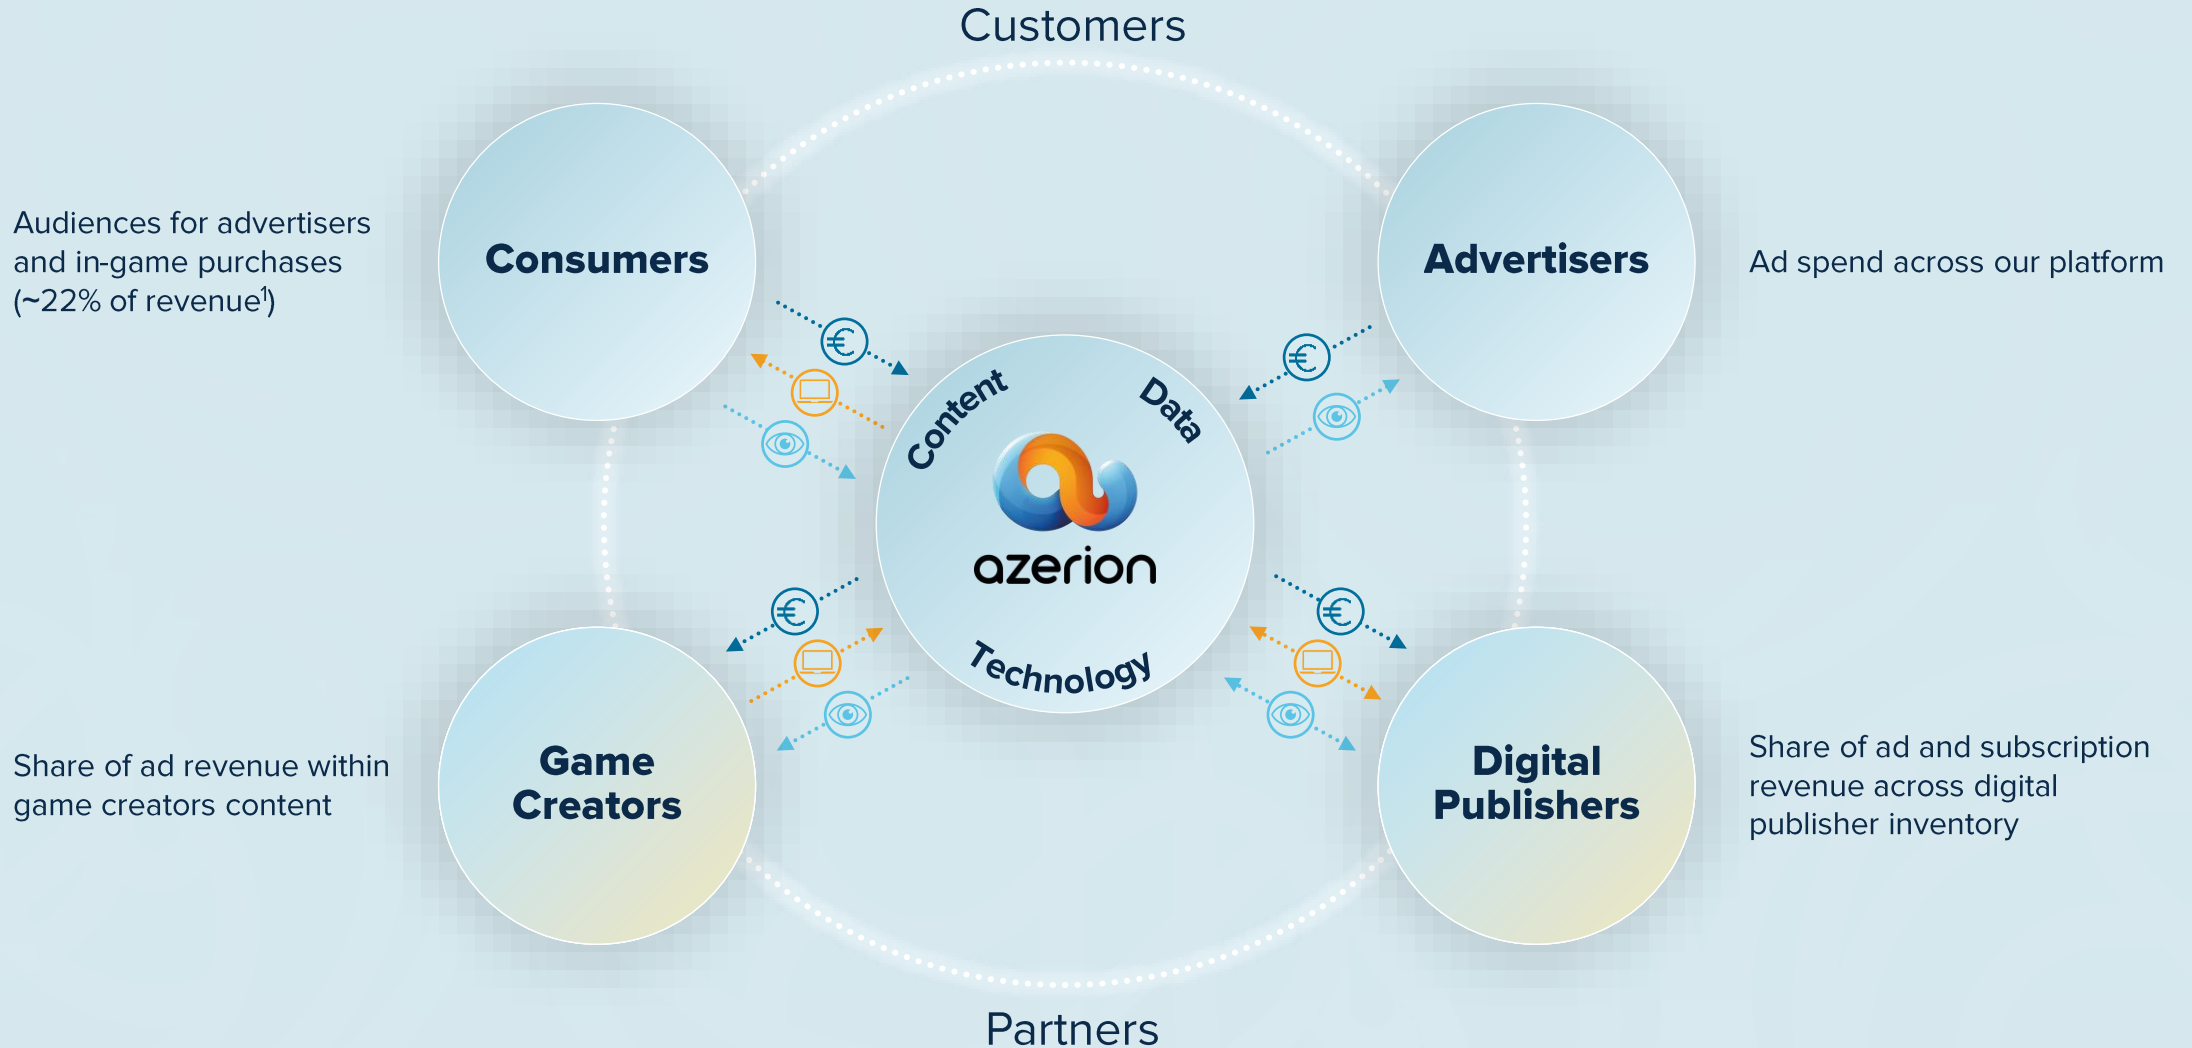 Customers
Audiences for advertisers
and in-game purchases
(~22% of revenue¹)
Consumers
Advertisers
Ad spend across our platform
€
€
Content
Data
azerion
Technology
€
€
Share of ad revenue within
game creators content
Game
Creators
Digital
Publishers
Share of ad and subscription
revenue across digital
publisher inventory
Partners